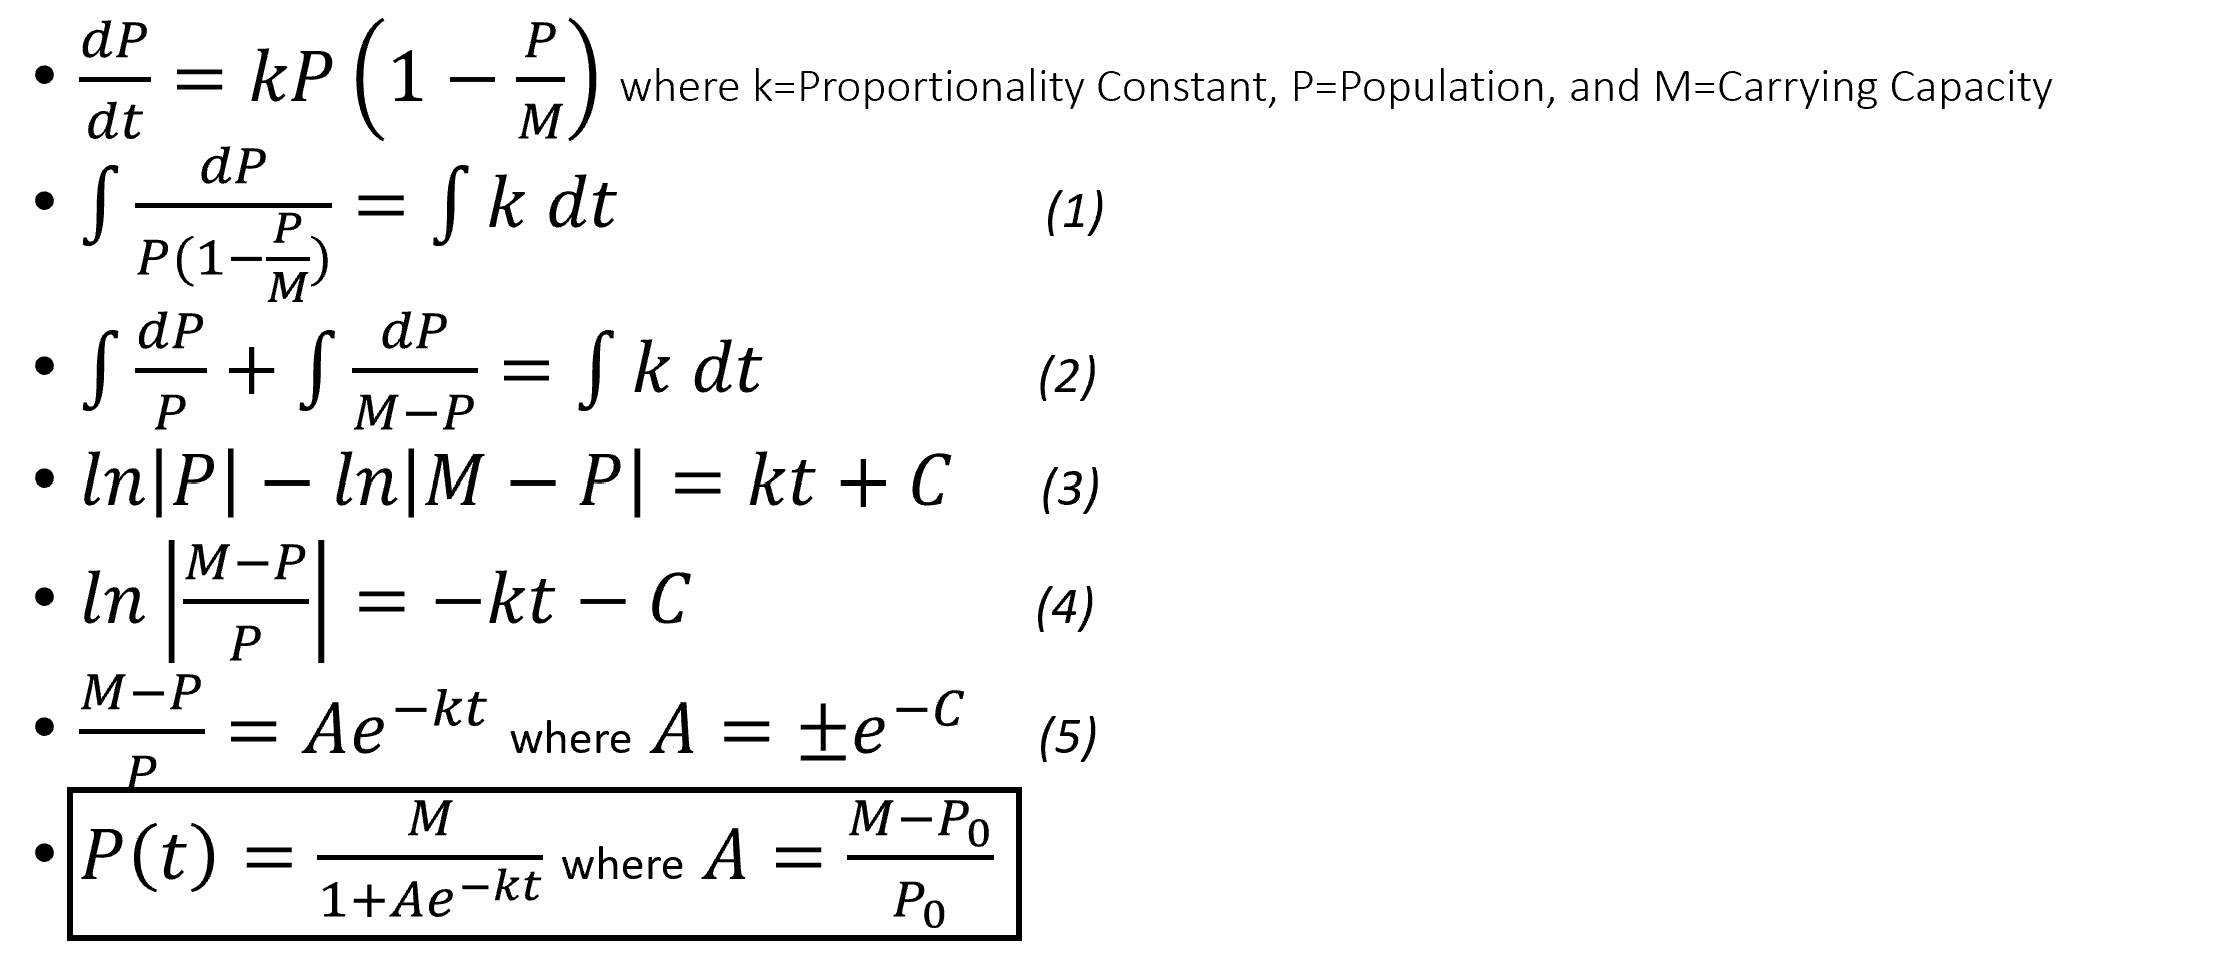 • dP/dt = kP(1 − P/M) where k=Proportionality Constant, P=Population, and M=Carrying Capacity
• ∫ dP/(P(1−P/M)) = ∫ k dt (1)
• ∫ dP/P + ∫ dP/(M−P) = ∫ k dt (2)
• ln|P| − ln|M − P| = kt + C (3)
• ln|(M−P)/P| = −kt − C (4)
• (M−P)/P = Ae^(−kt) where A = ±e^(−C) (5)
• P(t) = M/(1+Ae^(−kt)) where A = (M−P₀)/P₀